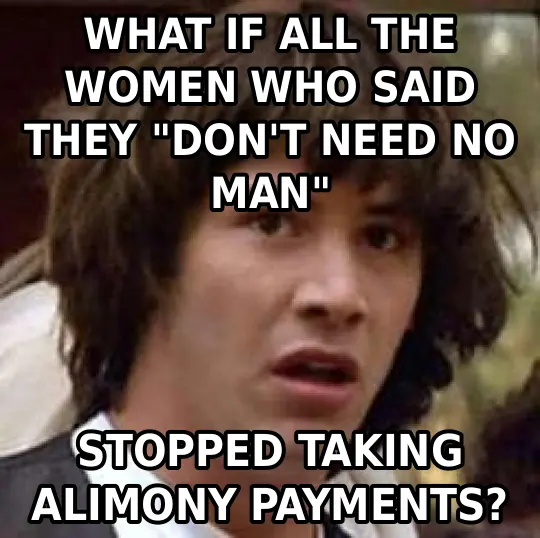 WHAT IF ALL THE
WOMEN WHO SAID
THEY "DON'T NEED NO
MAN"
STOPPED TAKING
ALIMONY PAYMENTS?